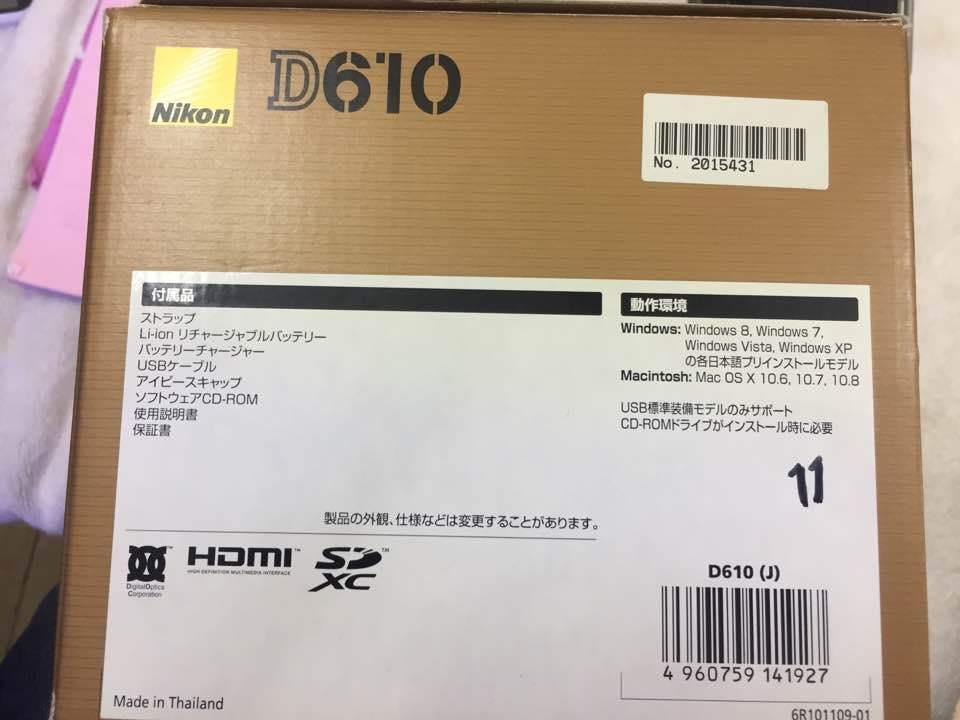 Nikon
D610
No. 2015431
付属品
ストラップ
Li-ion リチャージャブルバッテリー
バッテリーチャージャー
USBケーブル
アイピースキャップ
ソフトウェアCD-ROM
使用説明書
保証書
動作環境
Windows: Windows 8, Windows 7,
Windows Vista, Windows XP
の各日本語プリインストールモデル
Macintosh: Mac OS X 10.6, 10.7, 10.8
USB標準装備モデルのみサポート
CD-ROMドライブがインストール時に必要
11
製品の外観、仕様などは変更することがあります。
DigitalOptics
Corporation
HDMI™
HIGH-DEFINITION MULTIMEDIA INTERFACE
SD™
XC
D610 (J)
4 960759 141927
Made in Thailand
6R101109-01